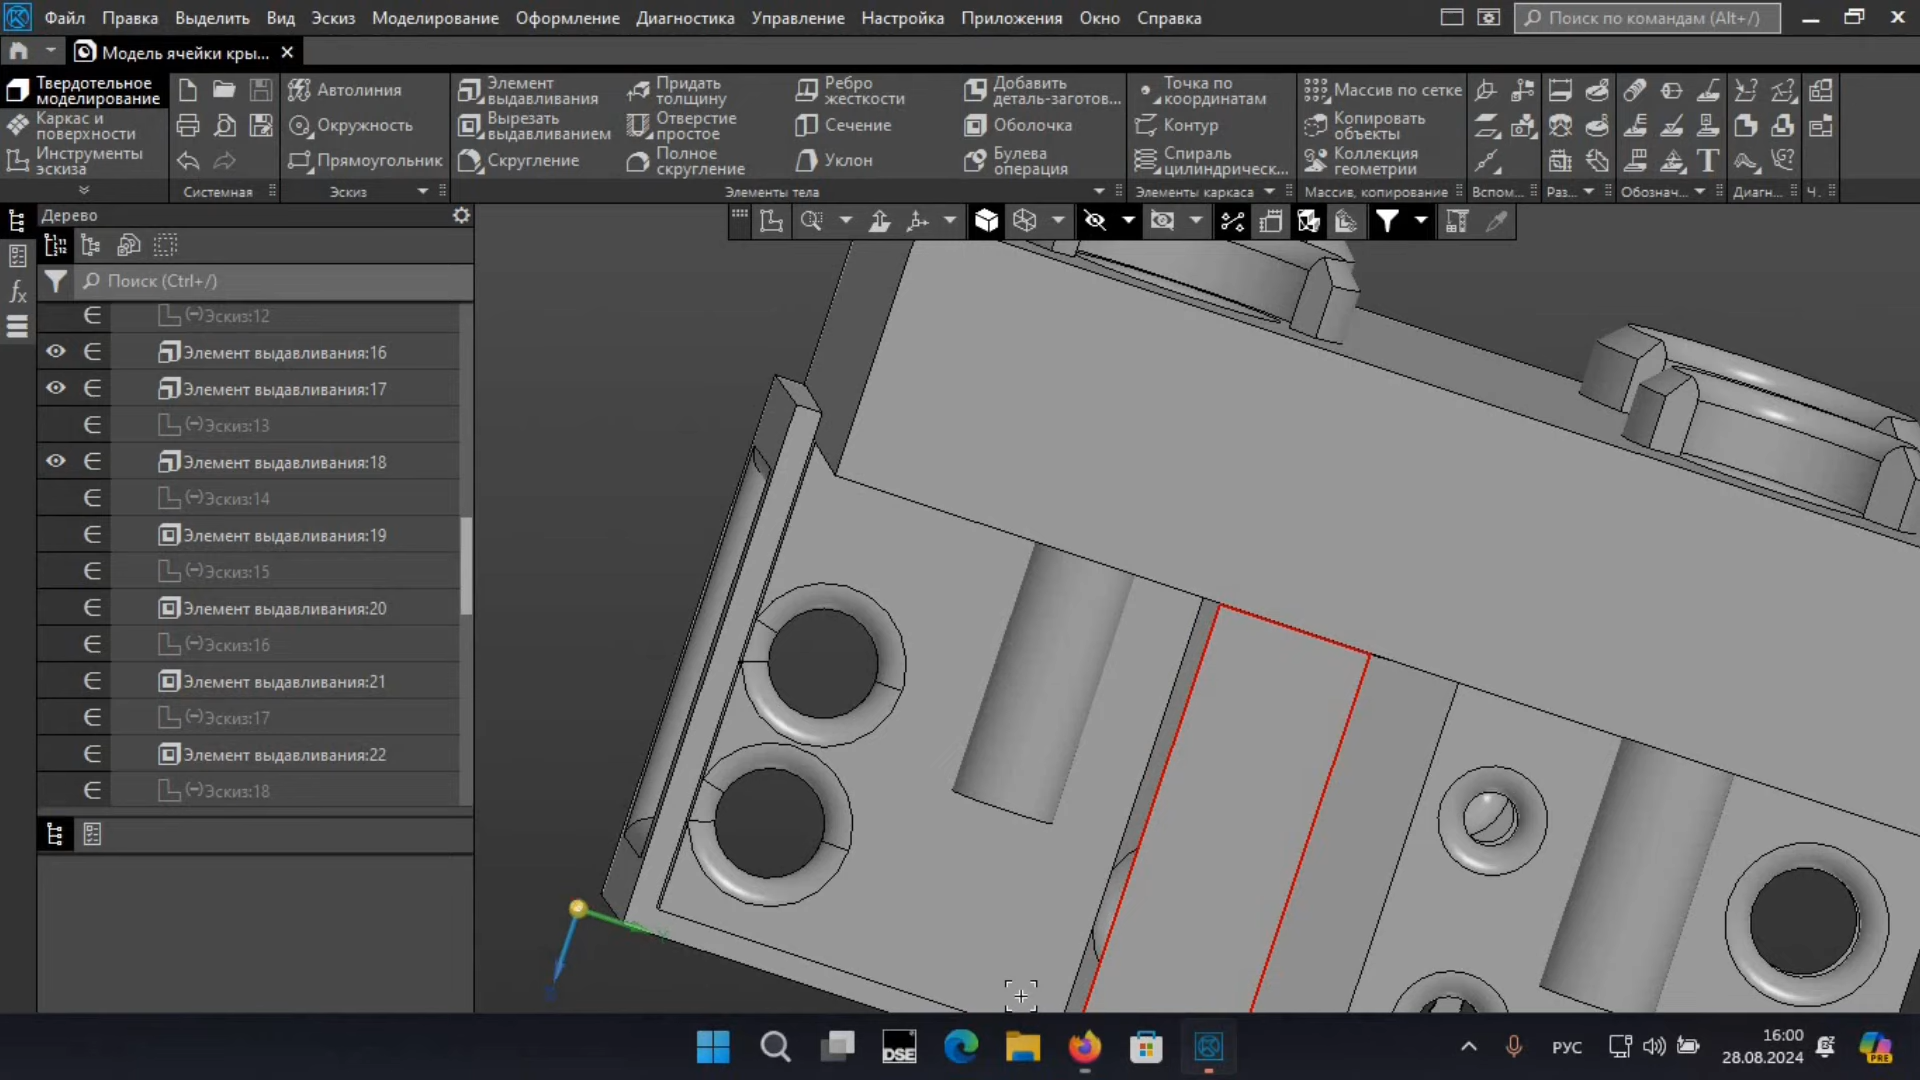 Файл Правка Выделить Вид Эскиз Моделирование Оформление Диагностика Управление Настройка Приложения Окно Справка
Поиск по командам (Alt+/)
Модель ячейки кры...
Твердотельное моделирование
Каркас и поверхности
Инструменты эскиза
Системная
Автолиния
Окружность
Прямоугольник
Эскиз
Элемент выдавливания
Вырезать выдавливанием
Скругление
Придать толщину
Отверстие простое
Полное скругление
Ребро жесткости
Сечение
Уклон
Добавить деталь-заготов...
Оболочка
Булева операция
Элементы тела
Точка по координатам
Контур
Спираль цилиндрическ...
Элементы каркаса
Массив по сетке
Копировать объекты
Коллекция геометрии
Массив, копирование
Вспом...
Раз...
Обознач...
Диагн...
Ч...
Дерево
Поиск (Ctrl+/)
(−)Эскиз:12
Элемент выдавливания:16
Элемент выдавливания:17
(−)Эскиз:13
Элемент выдавливания:18
(−)Эскиз:14
Элемент выдавливания:19
(−)Эскиз:15
Элемент выдавливания:20
(−)Эскиз:16
Элемент выдавливания:21
(−)Эскиз:17
Элемент выдавливания:22
(−)Эскиз:18
DSE
РУС
16:00
28.08.2024
PRE